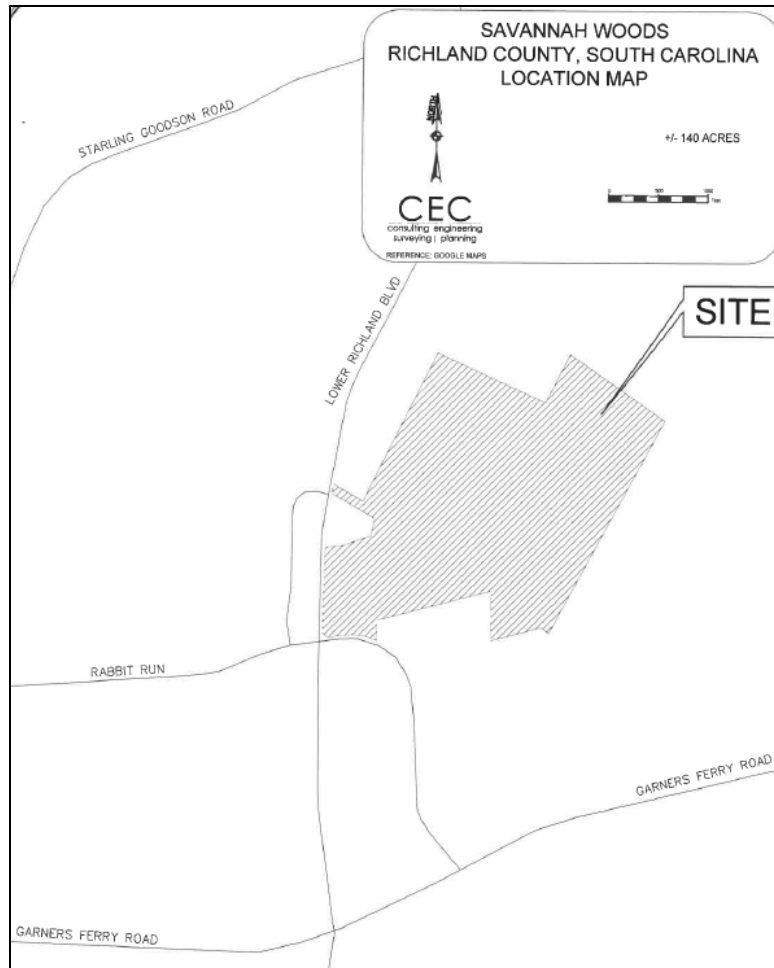 SAVANNAH WOODS
RICHLAND COUNTY, SOUTH CAROLINA
LOCATION MAP
NORTH
+/- 140 ACRES
CEC
consulting engineering
surveying | planning
REFERENCE: GOOGLE MAPS
STARLING GOODSON ROAD
LOWER RICHLAND BLVD
SITE
RABBIT RUN
GARNERS FERRY ROAD
GARNERS FERRY ROAD